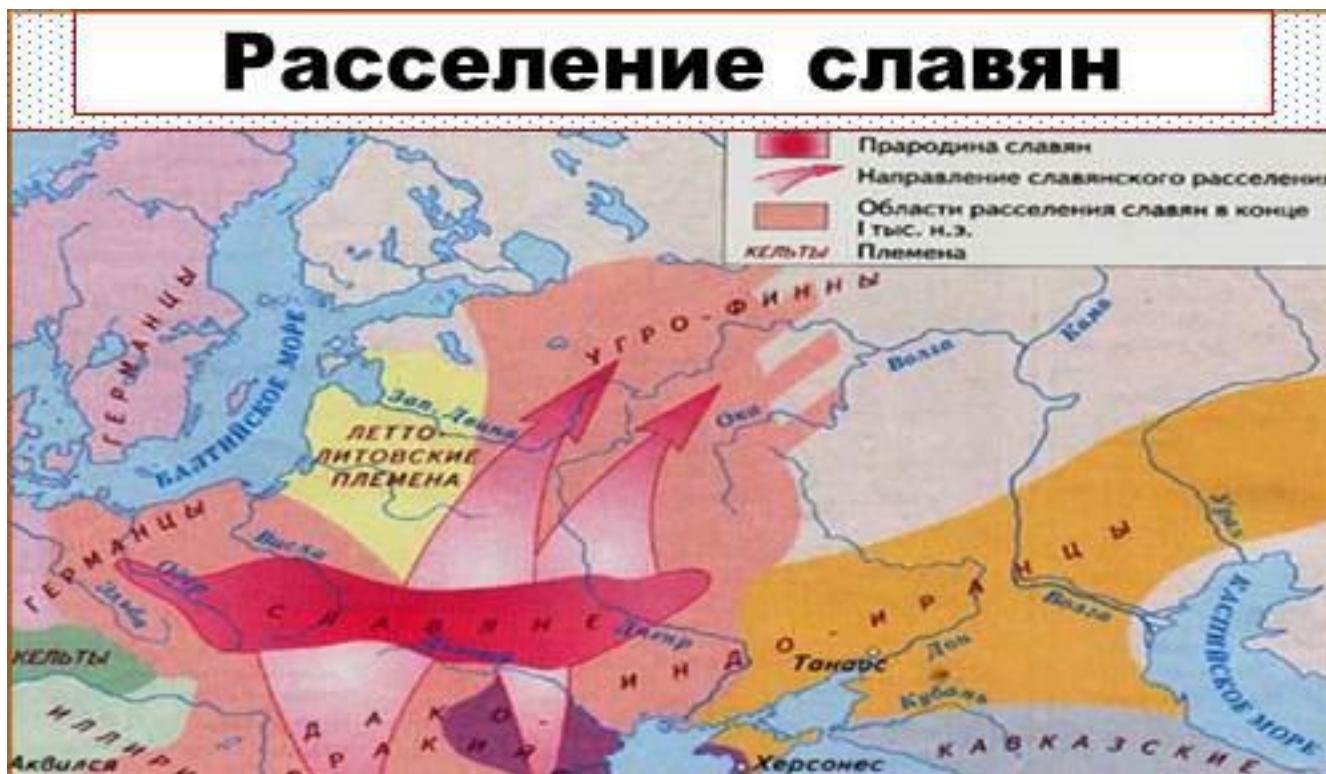 Расселение славян
Прародина славян
Направление славянского расселения
Области расселения славян в конце
I тыс. н.э.
КЕЛЬТЫ Племена
ГЕРМАНЦЫ
БАЛТИЙСКОЕ МОРЕ
УГРО-ФИННЫ
Кама
Волга
Ока
Зап. Двина
ЛЕТТО-
ЛИТОВСКИЕ
ПЛЕМЕНА
ГЕРМАНЦЫ
Висла
Одер
Эльба
СЛАВЯНЕ
Днепр
Днестр
ИНДО-ИРАНЦЫ
Урал
Волга
КАСПИЙСКОЕ МОРЕ
Танаис
Дон
Кубань
КЕЛЬТЫ
ИЛЛИРИ
ДАКО-
ФРАКИЙ
Аквилея
Херсонес
КАВКАЗСКИЕ